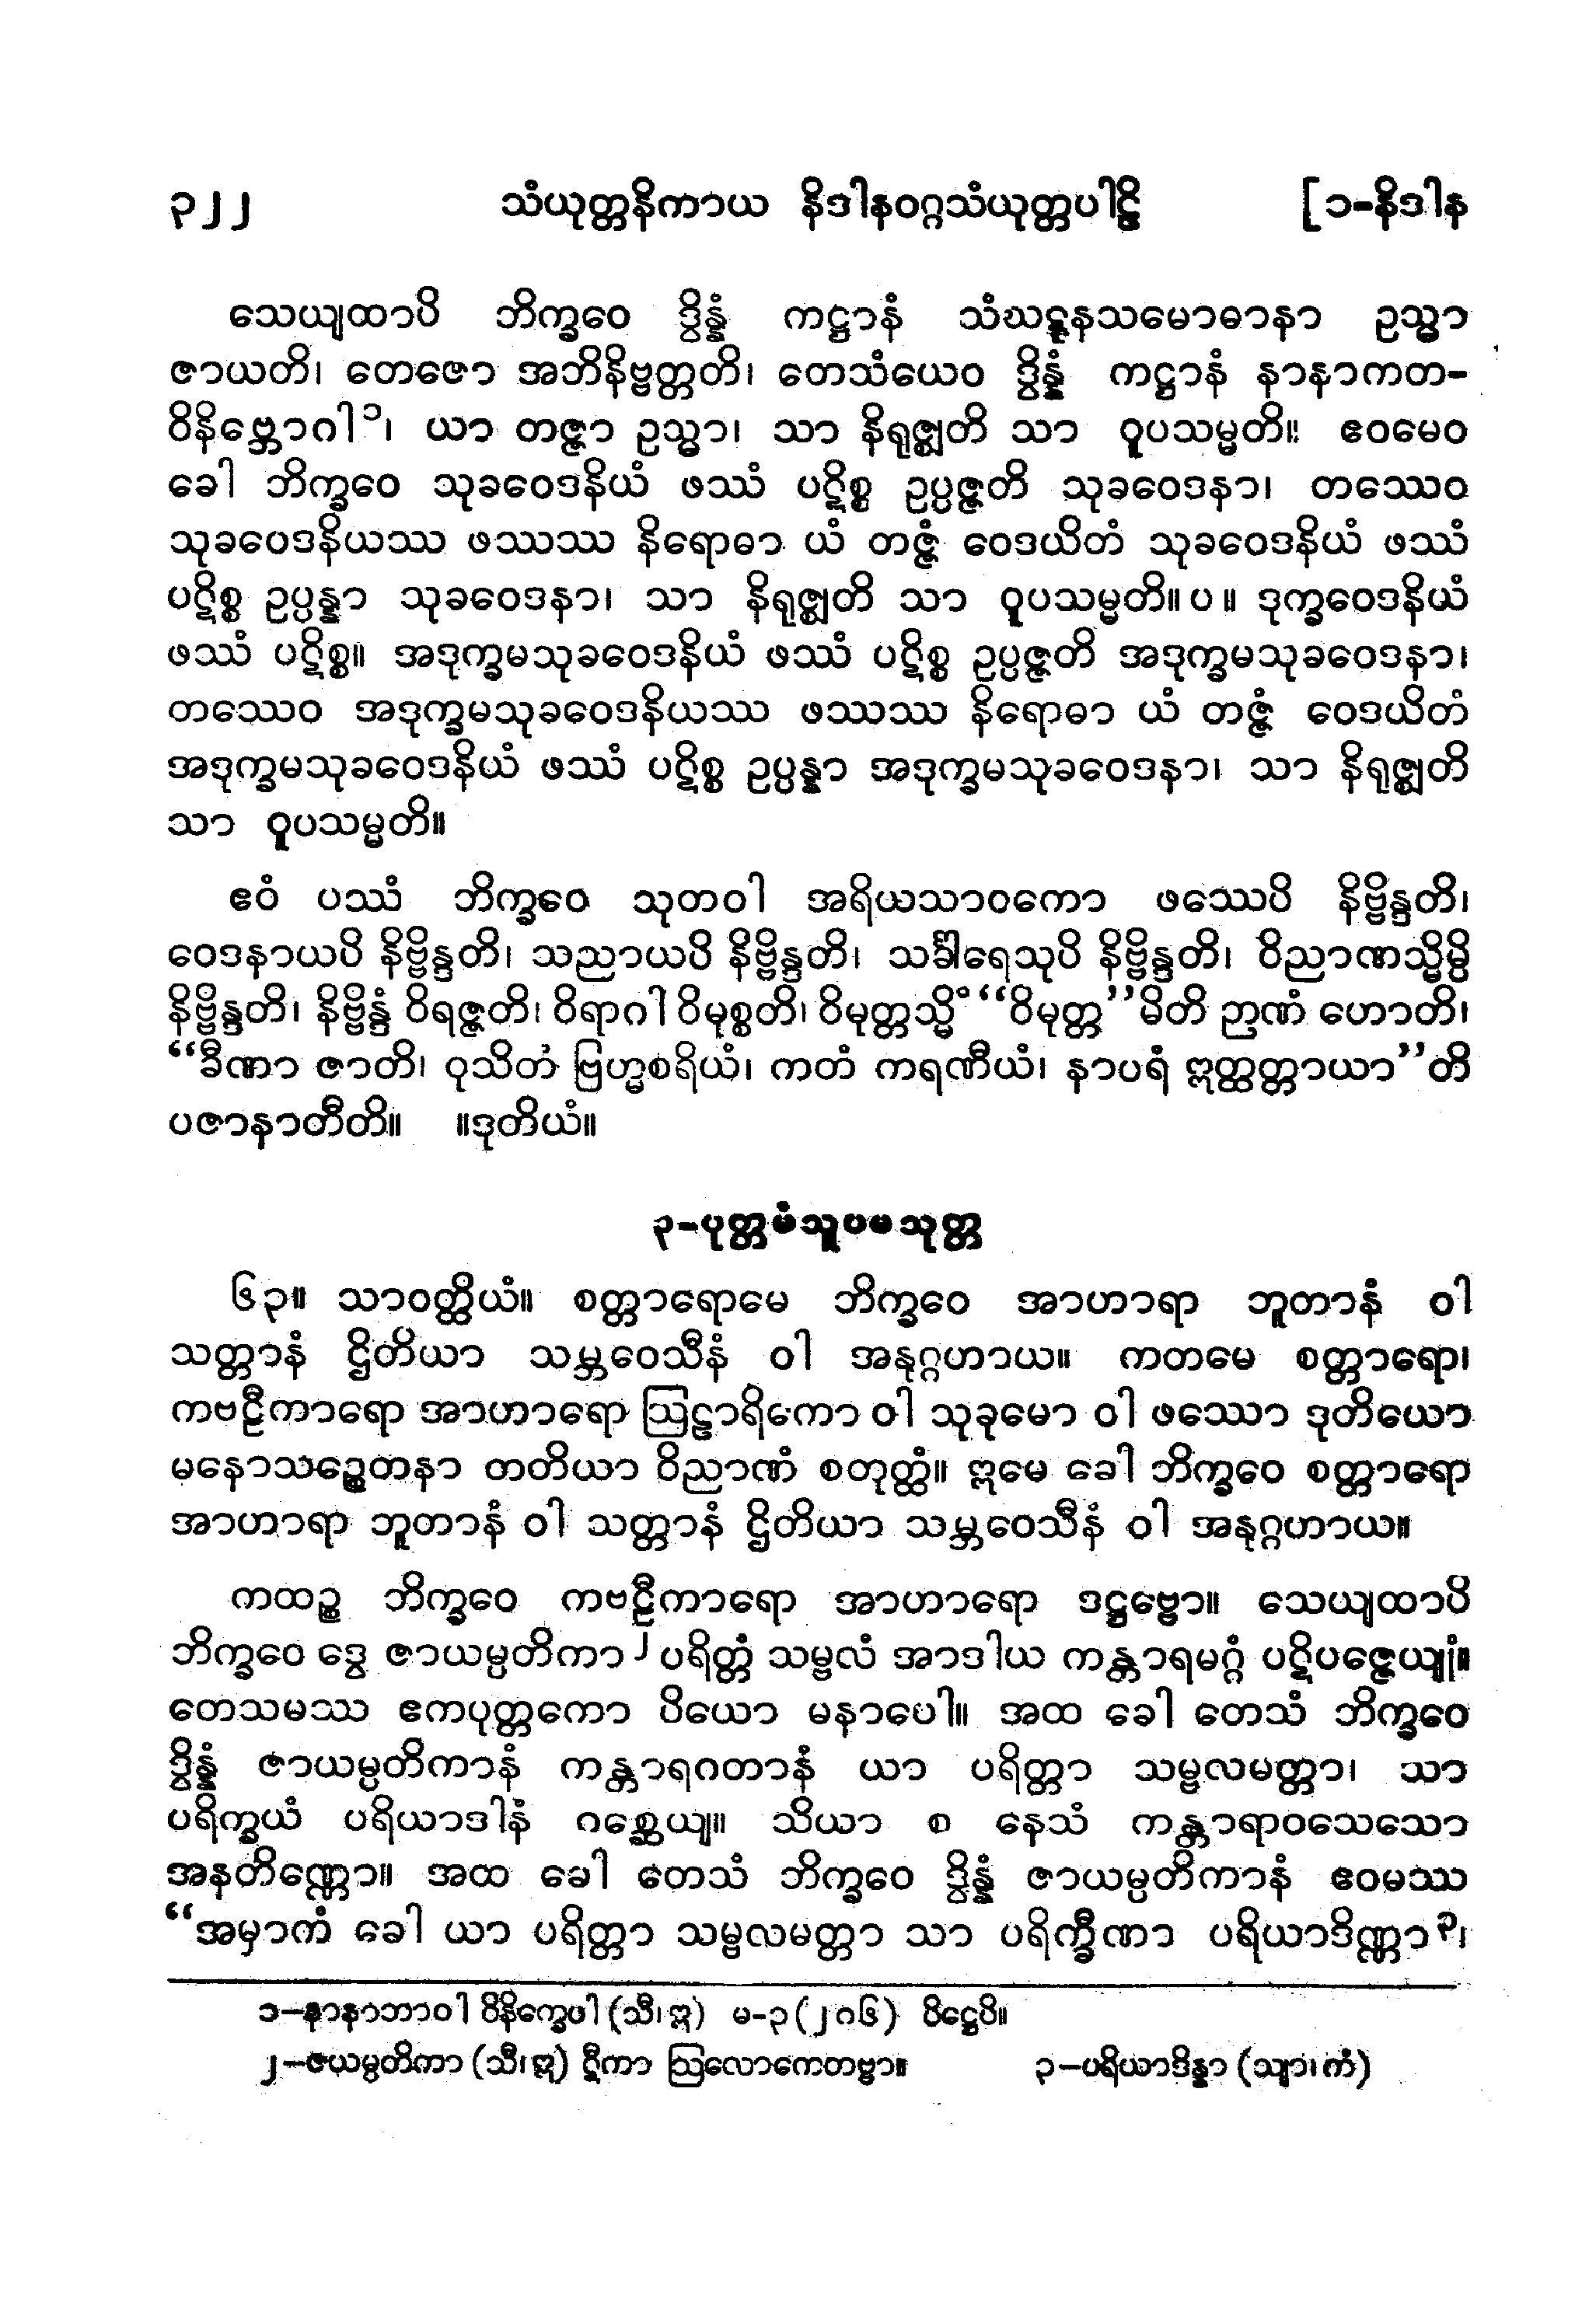 ၃၂၂ သံယုတ္တနိကာယ နိဒါနဝဂ္ဂသံယုတ္တပါဠိ [၁-နိဒါန
သေယျထာပိ ဘိက္ခဝေ ဒွိန္နံ ကဋ္ဌာနံ သံဃဋ္ဋနသမောဓာနာ ဥသ္မာ
ဇာယတိ၊ တေဇော အဘိနိဗ္ဗတ္တတိ၊ တေသံယေဝ ဒွိန္နံ ကဋ္ဌာနံ နာနာကတ-
ဝိနိဗ္ဘောဂါ၁၊ ယာ တဇ္ဇာ ဥသ္မာ၊ သာ နိရုဇ္ဈတိ သာ ဝူပသမ္မတိ။ ဧဝမေဝ
ခေါ ဘိက္ခဝေ သုခဝေဒနိယံ ဖဿံ ပဋိစ္စ ဥပ္ပဇ္ဇတိ သုခဝေဒနာ၊ တဿေဝ
သုခဝေဒနိယဿ ဖဿဿ နိရောဓာ ယံ တဇ္ဇံ ဝေဒယိတံ သုခဝေဒနိယံ ဖဿံ
ပဋိစ္စ ဥပ္ပန္နာ သုခဝေဒနာ၊ သာ နိရုဇ္ဈတိ သာ ဝူပသမ္မတိ။ပ။ ဒုက္ခဝေဒနိယံ
ဖဿံ ပဋိစ္စ။ အဒုက္ခမသုခဝေဒနိယံ ဖဿံ ပဋိစ္စ ဥပ္ပဇ္ဇတိ အဒုက္ခမသုခဝေဒနာ၊
တဿေဝ အဒုက္ခမသုခဝေဒနိယဿ ဖဿဿ နိရောဓာ ယံ တဇ္ဇံ ဝေဒယိတံ
အဒုက္ခမသုခဝေဒနိယံ ဖဿံ ပဋိစ္စ ဥပ္ပန္နာ အဒုက္ခမသုခဝေဒနာ၊ သာ နိရုဇ္ဈတိ
သာ ဝူပသမ္မတိ။
ဧဝံ ပဿံ ဘိက္ခဝေ သုတဝါ အရိယသာဝကော ဖဿေပိ နိဗ္ဗိန္ဒတိ၊
ဝေဒနာယပိ နိဗ္ဗိန္ဒတိ၊ သညာယပိ နိဗ္ဗိန္ဒတိ၊ သင်္ခါရေသုပိ နိဗ္ဗိန္ဒတိ၊ ဝိညာဏသ္မိမ္ပိ
နိဗ္ဗိန္ဒတိ၊ နိဗ္ဗိန္ဒံ ဝိရဇ္ဇတိ၊ ဝိရာဂါ ဝိမုစ္စတိ၊ ဝိမုတ္တသ္မိံ “ဝိမုတ္တ”မိတိ ဉာဏံ ဟောတိ၊
“ခီဏာ ဇာတိ၊ ဝုသိတံ ဗြဟ္မစရိယံ၊ ကတံ ကရဏီယံ၊ နာပရံ ဣတ္ထတ္တာယာ”တိ
ပဇာနာတီတိ။ ။ဒုတိယံ။
၃-ပုတ္တမံသူပမသုတ္တ
၆၃။ သာဝတ္ထိယံ။ စတ္တာရောမေ ဘိက္ခဝေ အာဟာရာ ဘူတာနံ ဝါ
သတ္တာနံ ဌိတိယာ သမ္ဘဝေသီနံ ဝါ အနုဂ္ဂဟာယ။ ကတမေ စတ္တာရော၊
ကဗဠီကာရော အာဟာရော ဩဠာရိကော ဝါ သုခုမော ဝါ ဖဿော ဒုတိယော
မနောသဉ္စေတနာ တတိယာ ဝိညာဏံ စတုတ္ထံ။ ဣမေ ခေါ ဘိက္ခဝေ စတ္တာရော
အာဟာရာ ဘူတာနံ ဝါ သတ္တာနံ ဌိတိယာ သမ္ဘဝေသီနံ ဝါ အနုဂ္ဂဟာယ။
ကထဉ္စ ဘိက္ခဝေ ကဗဠီကာရော အာဟာရော ဒဋ္ဌဗ္ဗော။ သေယျထာပိ
ဘိက္ခဝေ ဒွေ ဇာယမ္ပတိကာ၂ ပရိတ္တံ သမ္ဗလံ အာဒါယ ကန္တာရမဂ္ဂံ ပဋိပဇ္ဇေယျုံ။
တေသမဿ ဧကပုတ္တကော ပိယော မနာပေါ။ အထ ခေါ တေသံ ဘိက္ခဝေ
ဒွိန္နံ ဇာယမ္ပတိကာနံ ကန္တာရဂတာနံ ယာ ပရိတ္တာ သမ္ဗလမတ္တာ၊ သာ
ပရိက္ခယံ ပရိယာဒါနံ ဂစ္ဆေယျ။ သိယာ စ နေသံ ကန္တာရာဝသေသော
အနတိဏ္ဏော။ အထ ခေါ တေသံ ဘိက္ခဝေ ဒွိန္နံ ဇာယမ္ပတိကာနံ ဧဝမဿ
“အမှာကံ ခေါ ယာ ပရိတ္တာ သမ္ဗလမတ္တာ သာ ပရိက္ခီဏာ ပရိယာဒိဏ္ဏာ၃၊
၁-နာနာဘာဝါ ဝိနိက္ခေပါ (သီ၊ဣ) မ-၃ (၂၈၆) ပိဋ္ဌေပိ။
၂-ဇယမ္ပတိကာ (သီ၊ဣ) ဋီကာ ဩလောကေတဗ္ဗာ။ ၃-ပရိယာဒိန္နာ (သျာ၊ကံ)